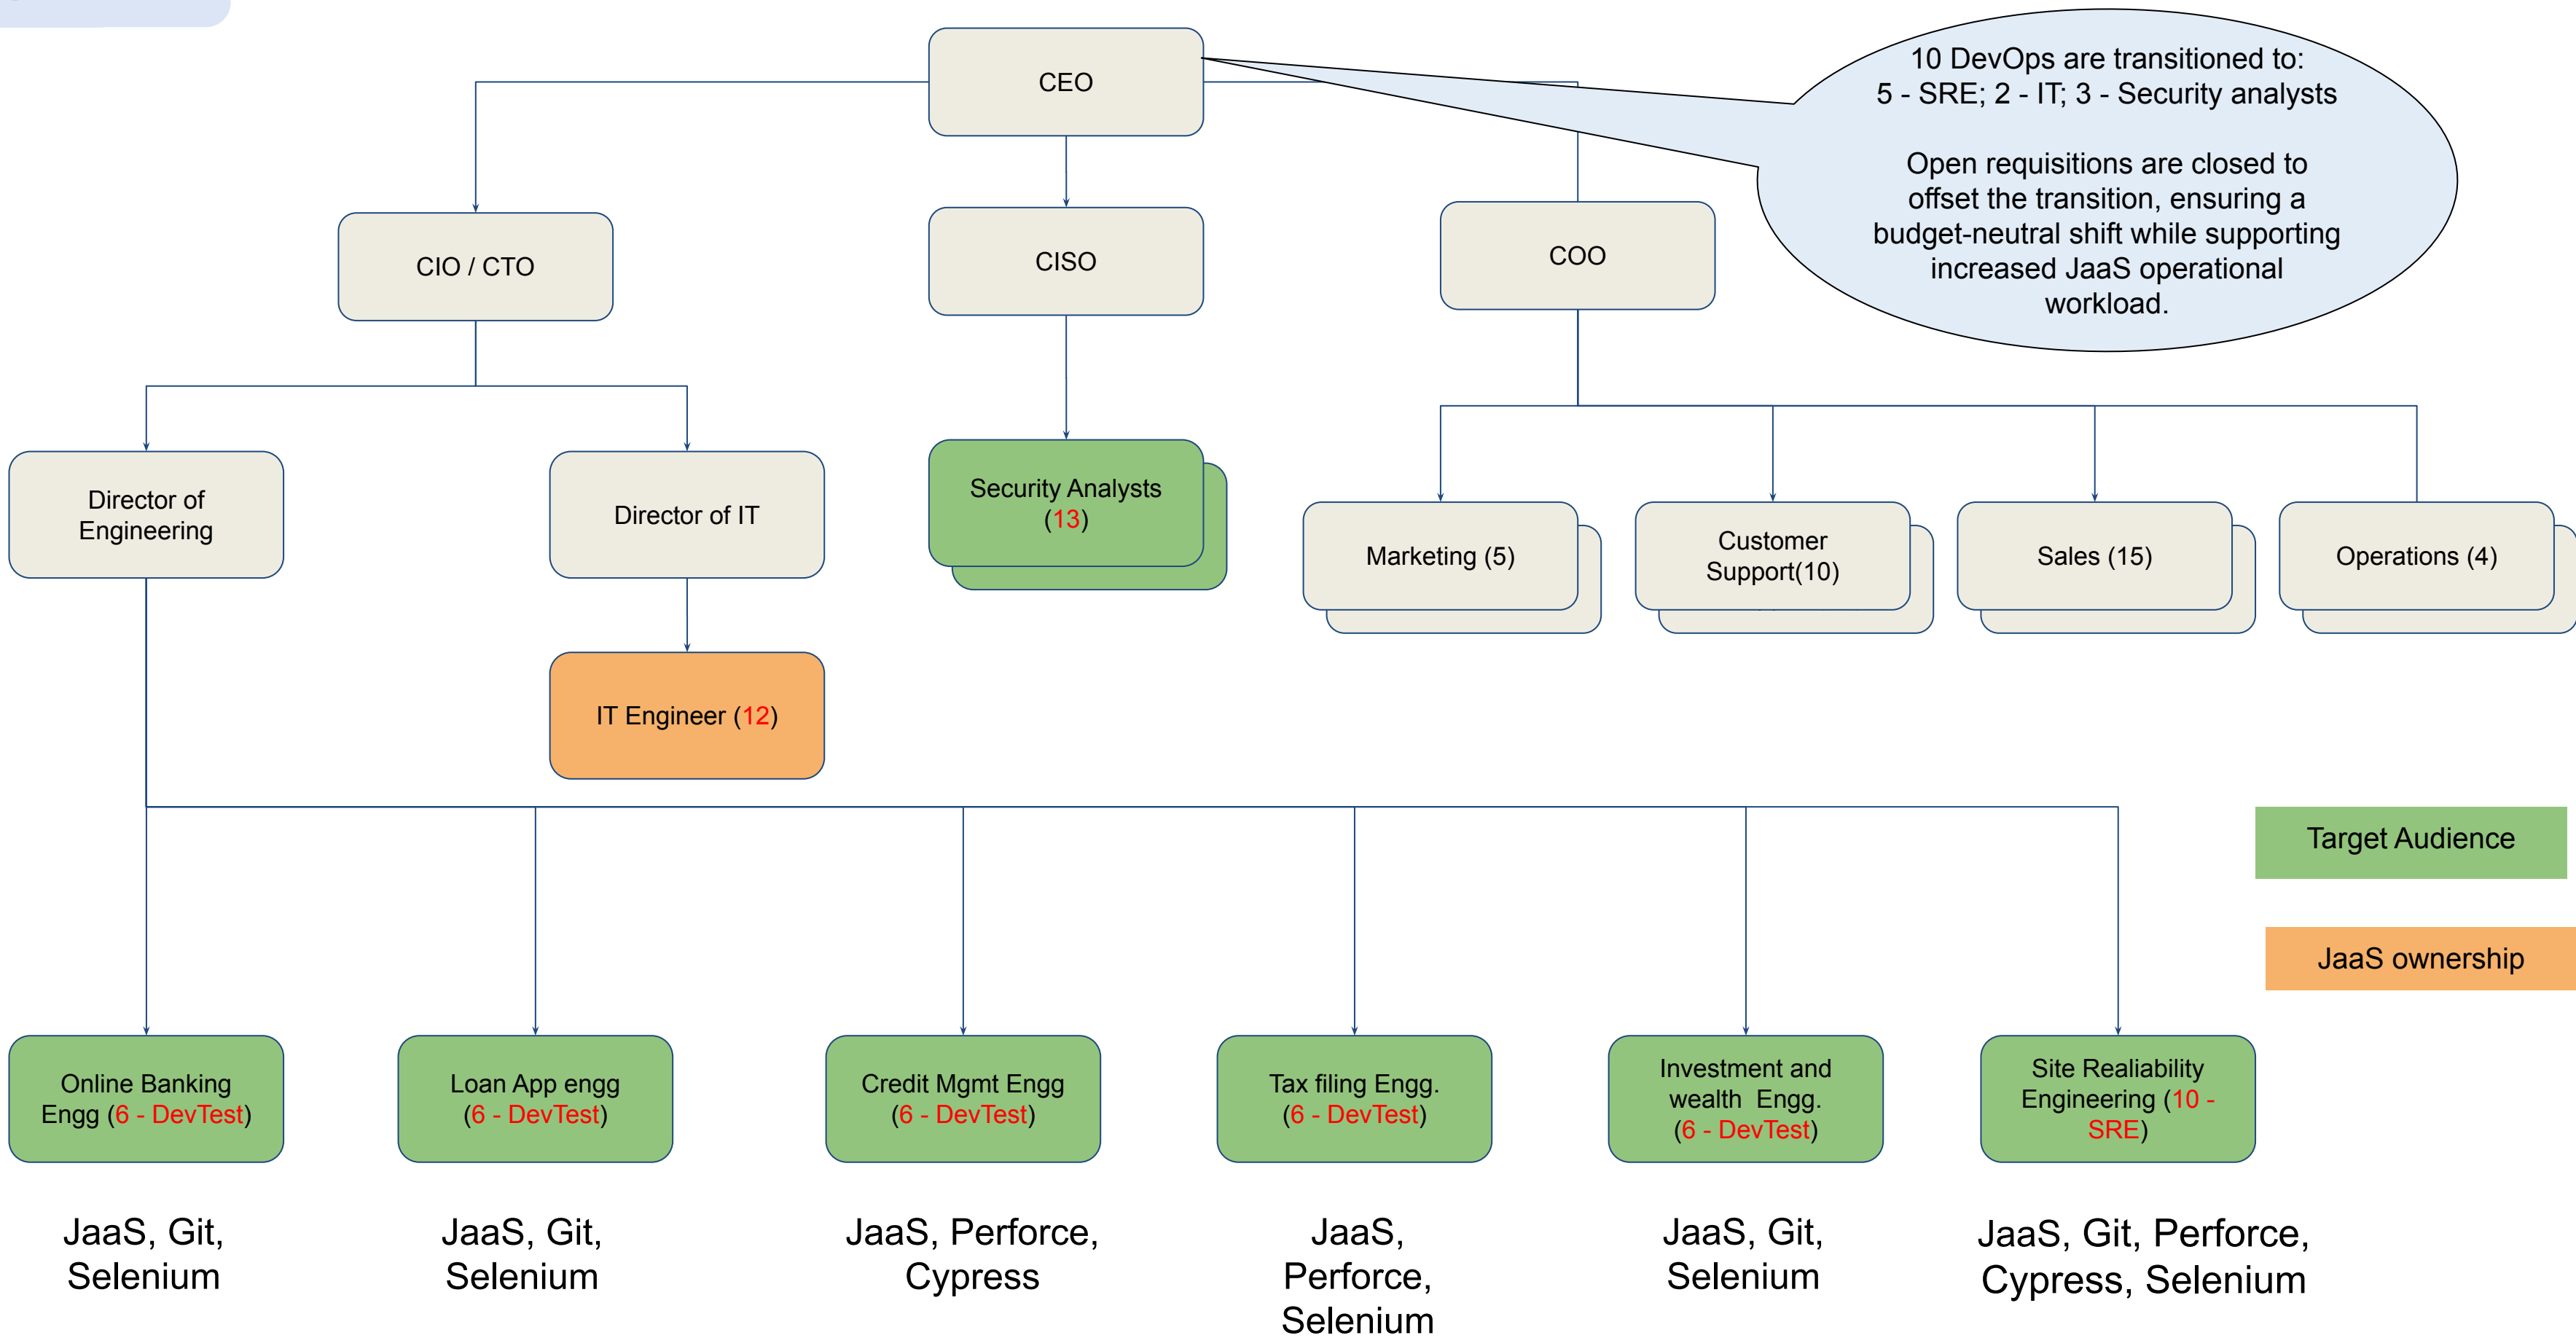 CEO
10 DevOps are transitioned to:
5 - SRE; 2 - IT; 3 - Security analysts
Open requisitions are closed to
offset the transition, ensuring a
budget-neutral shift while supporting
increased JaaS operational
workload.
CIO / CTO
CISO
COO
Director of
Engineering
Director of IT
Security Analysts
(13)
Marketing (5)
Customer
Support(10)
Sales (15)
Operations (4)
IT Engineer (12)
Target Audience
JaaS ownership
Online Banking
Engg (6 - DevTest)
Loan App engg
(6 - DevTest)
Credit Mgmt Engg
(6 - DevTest)
Tax filing Engg.
(6 - DevTest)
Investment and
wealth Engg.
(6 - DevTest)
Site Realiability
Engineering (10 -
SRE)
JaaS, Git,
Selenium
JaaS, Git,
Selenium
JaaS, Perforce,
Cypress
JaaS,
Perforce,
Selenium
JaaS, Git,
Selenium
JaaS, Git, Perforce,
Cypress, Selenium